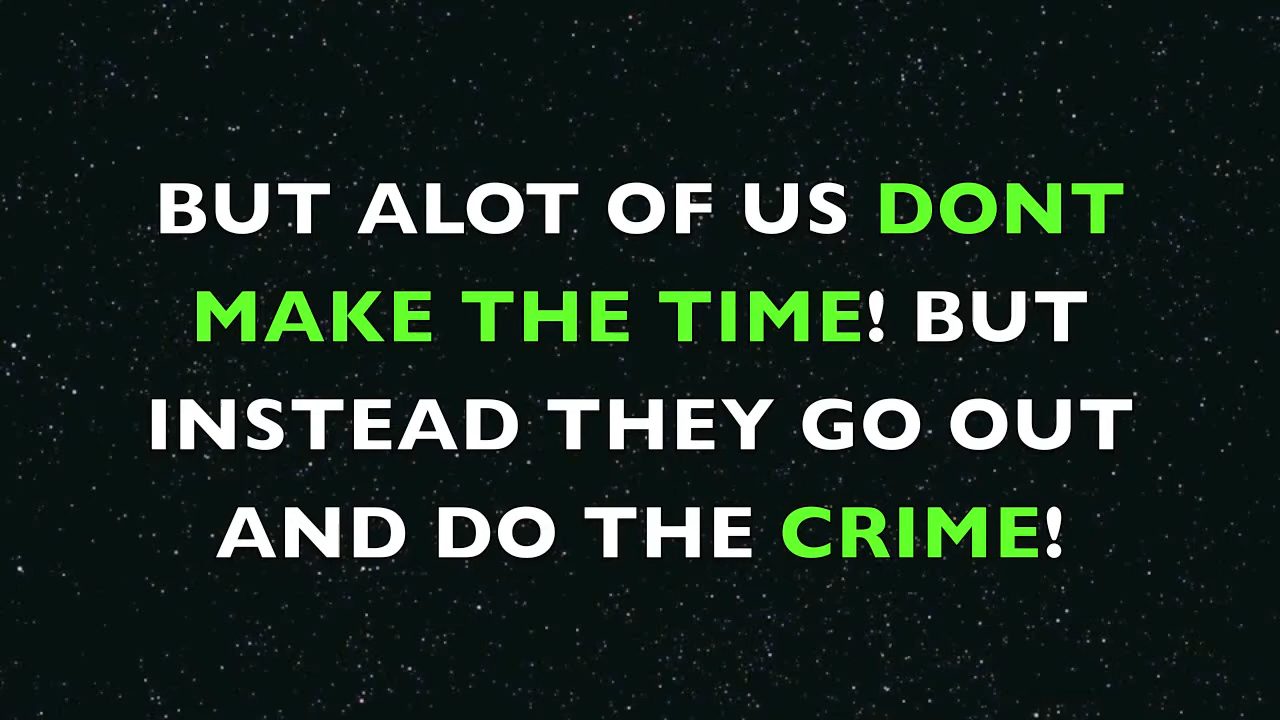 BUT ALOT OF US DONT
MAKE THE TIME! BUT
INSTEAD THEY GO OUT
AND DO THE CRIME!